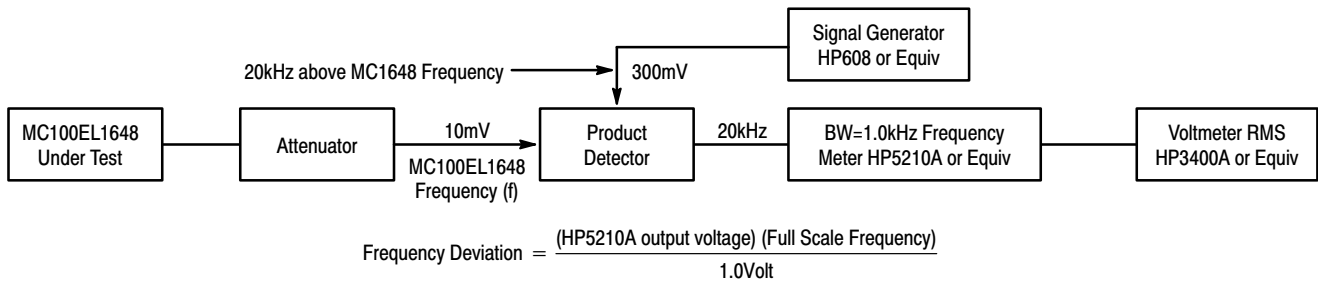 Signal Generator
HP608 or Equiv
20kHz above MC1648 Frequency
300mV
MC100EL1648
Under Test
Attenuator
10mV
MC100EL1648
Frequency (f)
Product
Detector
20kHz
BW=1.0kHz Frequency
Meter HP5210A or Equiv
Voltmeter RMS
HP3400A or Equiv
Frequency Deviation = (HP5210A output voltage) (Full Scale Frequency)
1.0Volt